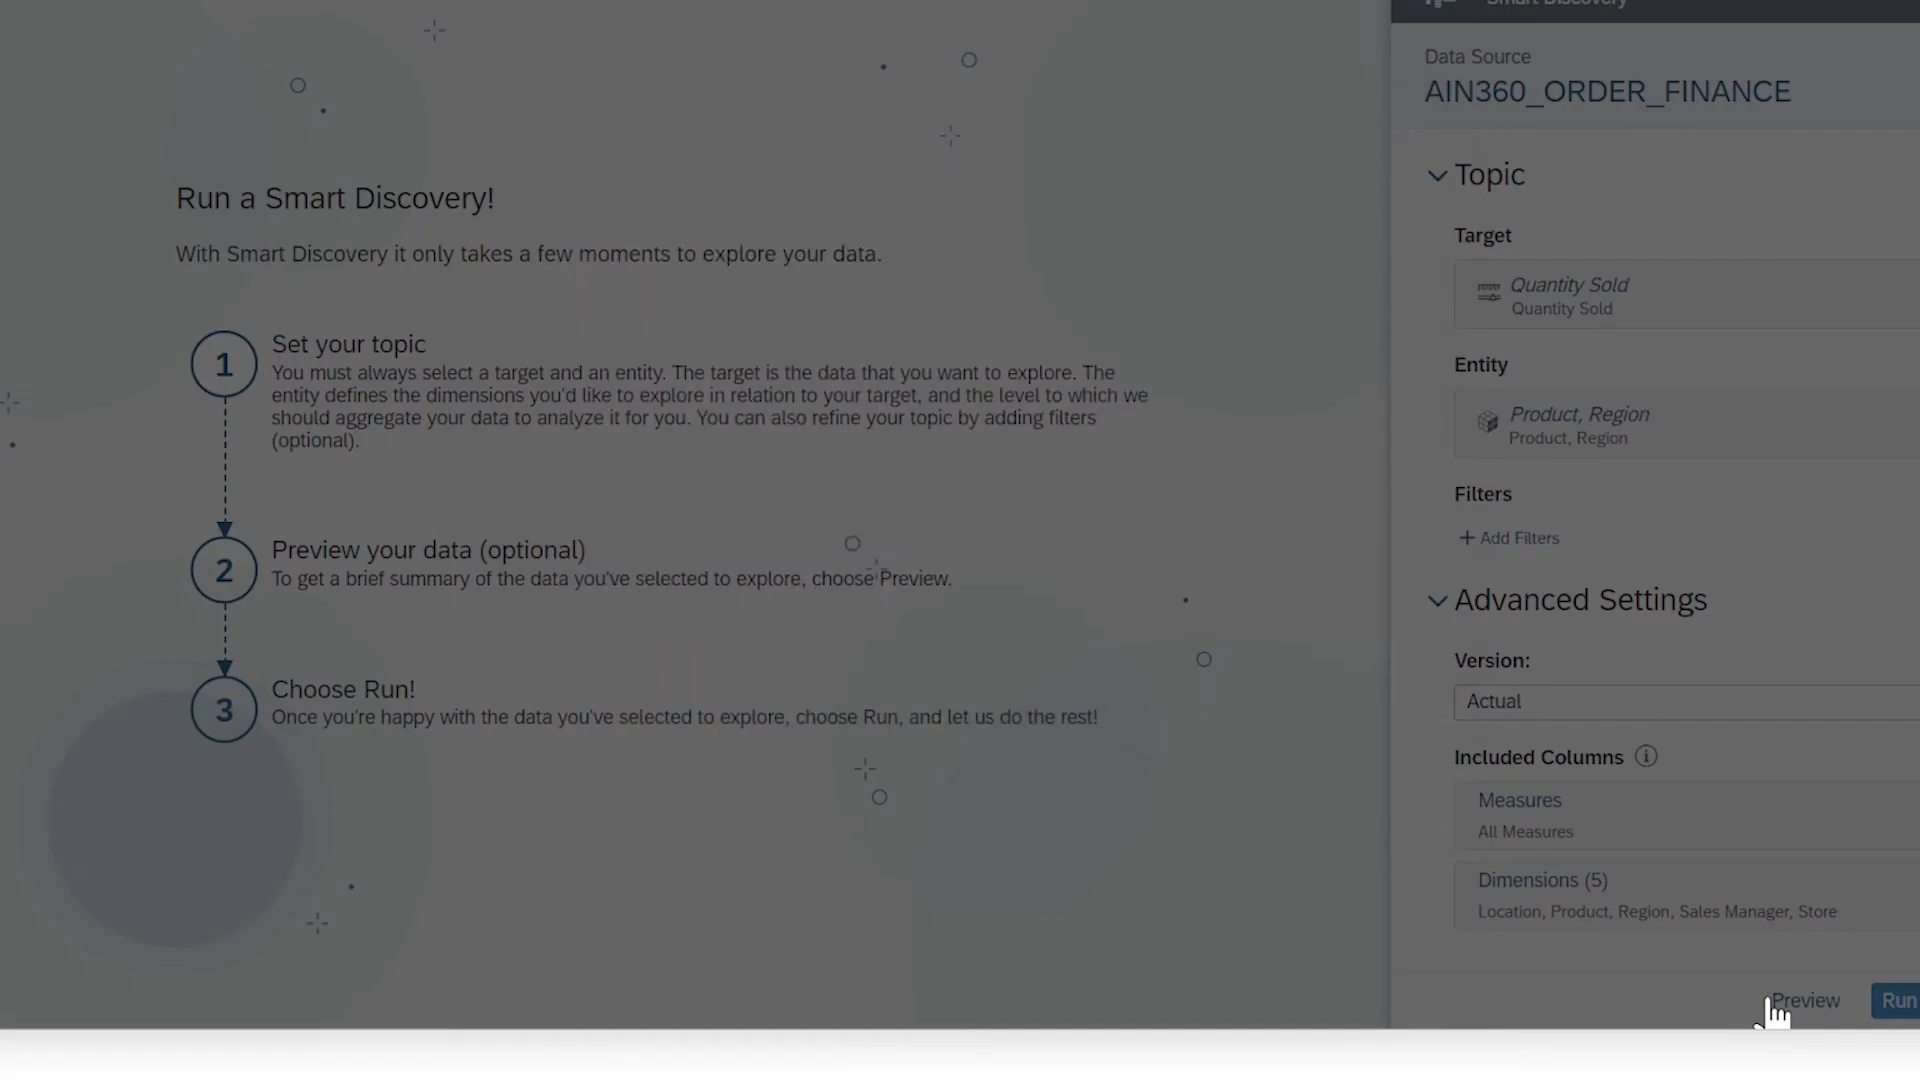 Run a Smart Discovery!
With Smart Discovery it only takes a few moments to explore your data.
1
Set your topic
You must always select a target and an entity. The target is the data that you want to explore. The
entity defines the dimensions you'd like to explore in relation to your target, and the level to which we
should aggregate your data to analyze it for you. You can also refine your topic by adding filters
(optional).
2
Preview your data (optional)
To get a brief summary of the data you've selected to explore, choose Preview.
3
Choose Run!
Once you're happy with the data you've selected to explore, choose Run, and let us do the rest!
Smart Discovery
Data Source
AIN360_ORDER_FINANCE
Topic
Target
Quantity Sold
Quantity Sold
Entity
Product, Region
Product, Region
Filters
+ Add Filters
Advanced Settings
Version:
Actual
Included Columns
Measures
All Measures
Dimensions (5)
Location, Product, Region, Sales Manager, Store
Preview
Run